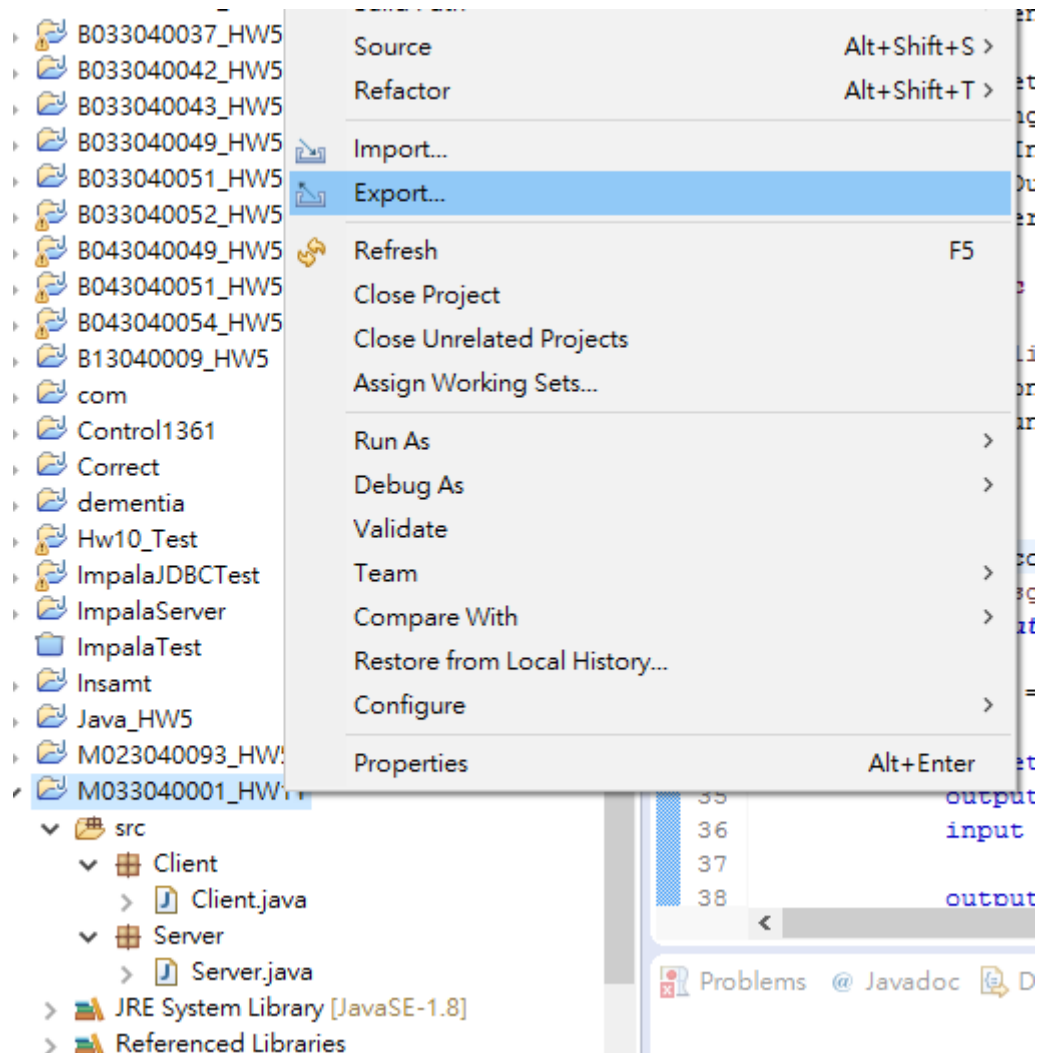 B033040037_HW5
B033040042_HW5
B033040043_HW5
B033040049_HW5
B033040051_HW5
B033040052_HW5
B043040049_HW5
B043040051_HW5
B043040054_HW5
B13040009_HW5
com
Control1361
Correct
dementia
Hw10_Test
ImpalaJDBCTest
ImpalaServer
ImpalaTest
Insamt
Java_HW5
M023040093_HW5
M033040001_HW11
src
Client
Client.java
Server
Server.java
JRE System Library [JavaSE-1.8]
Referenced Libraries
Source Alt+Shift+S >
Refactor Alt+Shift+T >
Import...
Export...
Refresh F5
Close Project
Close Unrelated Projects
Assign Working Sets...
Run As >
Debug As >
Validate
Team >
Compare With >
Restore from Local History...
Configure >
Properties Alt+Enter
35 output
36 input
37
38 output
Problems @ Javadoc D